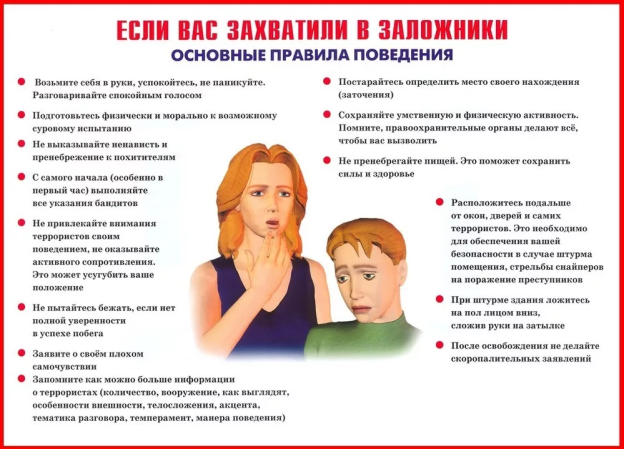 ЕСЛИ ВАС ЗАХВАТИЛИ В ЗАЛОЖНИКИ
ОСНОВНЫЕ ПРАВИЛА ПОВЕДЕНИЯ
Возьмите себя в руки, успокойтесь, не паникуйте.
Разговаривайте спокойным голосом
Подготовьтесь физически и морально к возможному
суровому испытанию
Не выказывайте ненависть и
пренебрежение к похитителям
С самого начала (особенно в
первый час) выполняйте
все указания бандитов
Не привлекайте внимания
террористов своим
поведением, не оказывайте
активного сопротивления.
Это может усугубить ваше
положение
Не пытайтесь бежать, если нет
полной уверенности
в успехе побега
Заявите о своём плохом
самочувствии
Запомните как можно больше информации
о террористах (количество, вооружение, как выглядят,
особенности внешности, телосложения, акцента,
тематика разговора, темперамент, манера поведения)
Постарайтесь определить место своего нахождения
(заточения)
Сохраняйте умственную и физическую активность.
Помните, правоохранительные органы делают всё,
чтобы вас вызволить
Не пренебрегайте пищей. Это поможет сохранить
силы и здоровье
Расположитесь подальше
от окон, дверей и самих
террористов. Это необходимо
для обеспечения вашей
безопасности в случае штурма
помещения, стрельбы снайперов
на поражение преступников
При штурме здания ложитесь
на пол лицом вниз,
сложив руки на затылке
После освобождения не делайте
скоропалительных заявлений